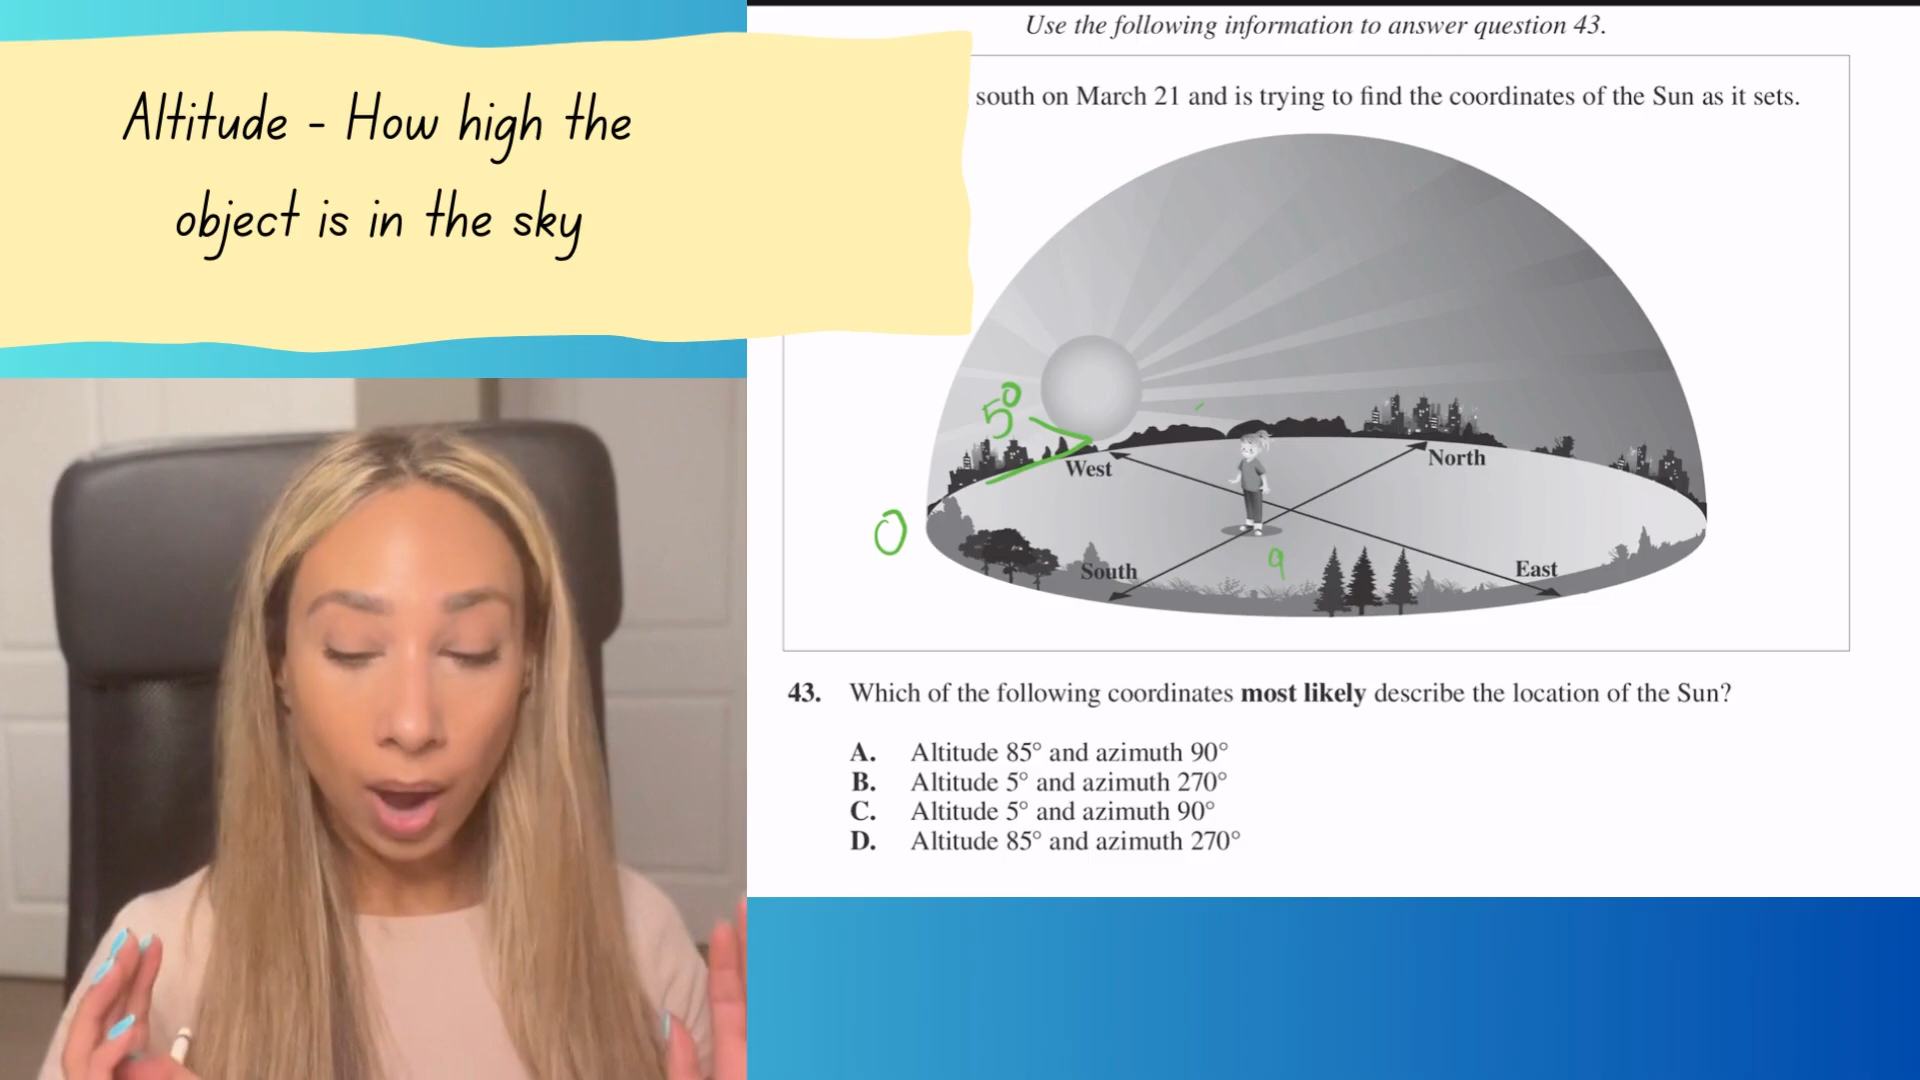 Altitude - How high the
object is in the sky
Use the following information to answer question 43.
south on March 21 and is trying to find the coordinates of the Sun as it sets.
5°
West
North
0
9
South
East
43. Which of the following coordinates most likely describe the location of the Sun?
A. Altitude 85° and azimuth 90°
B. Altitude 5° and azimuth 270°
C. Altitude 5° and azimuth 90°
D. Altitude 85° and azimuth 270°